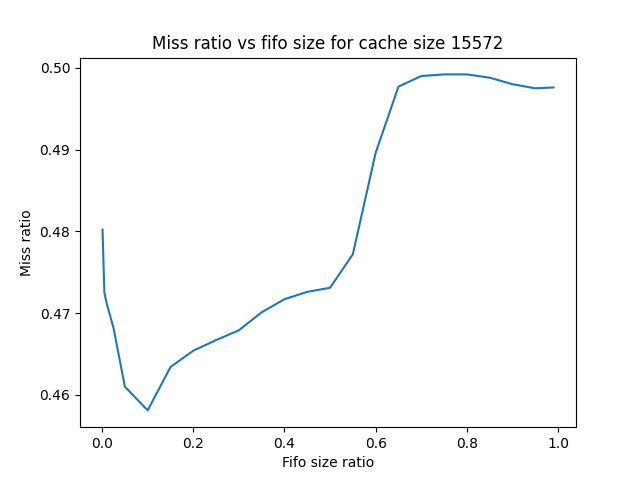 Miss ratio vs fifo size for cache size 15572
0.50
0.49
0.48
0.47
0.46
Miss ratio
0.0 0.2 0.4 0.6 0.8 1.0
Fifo size ratio